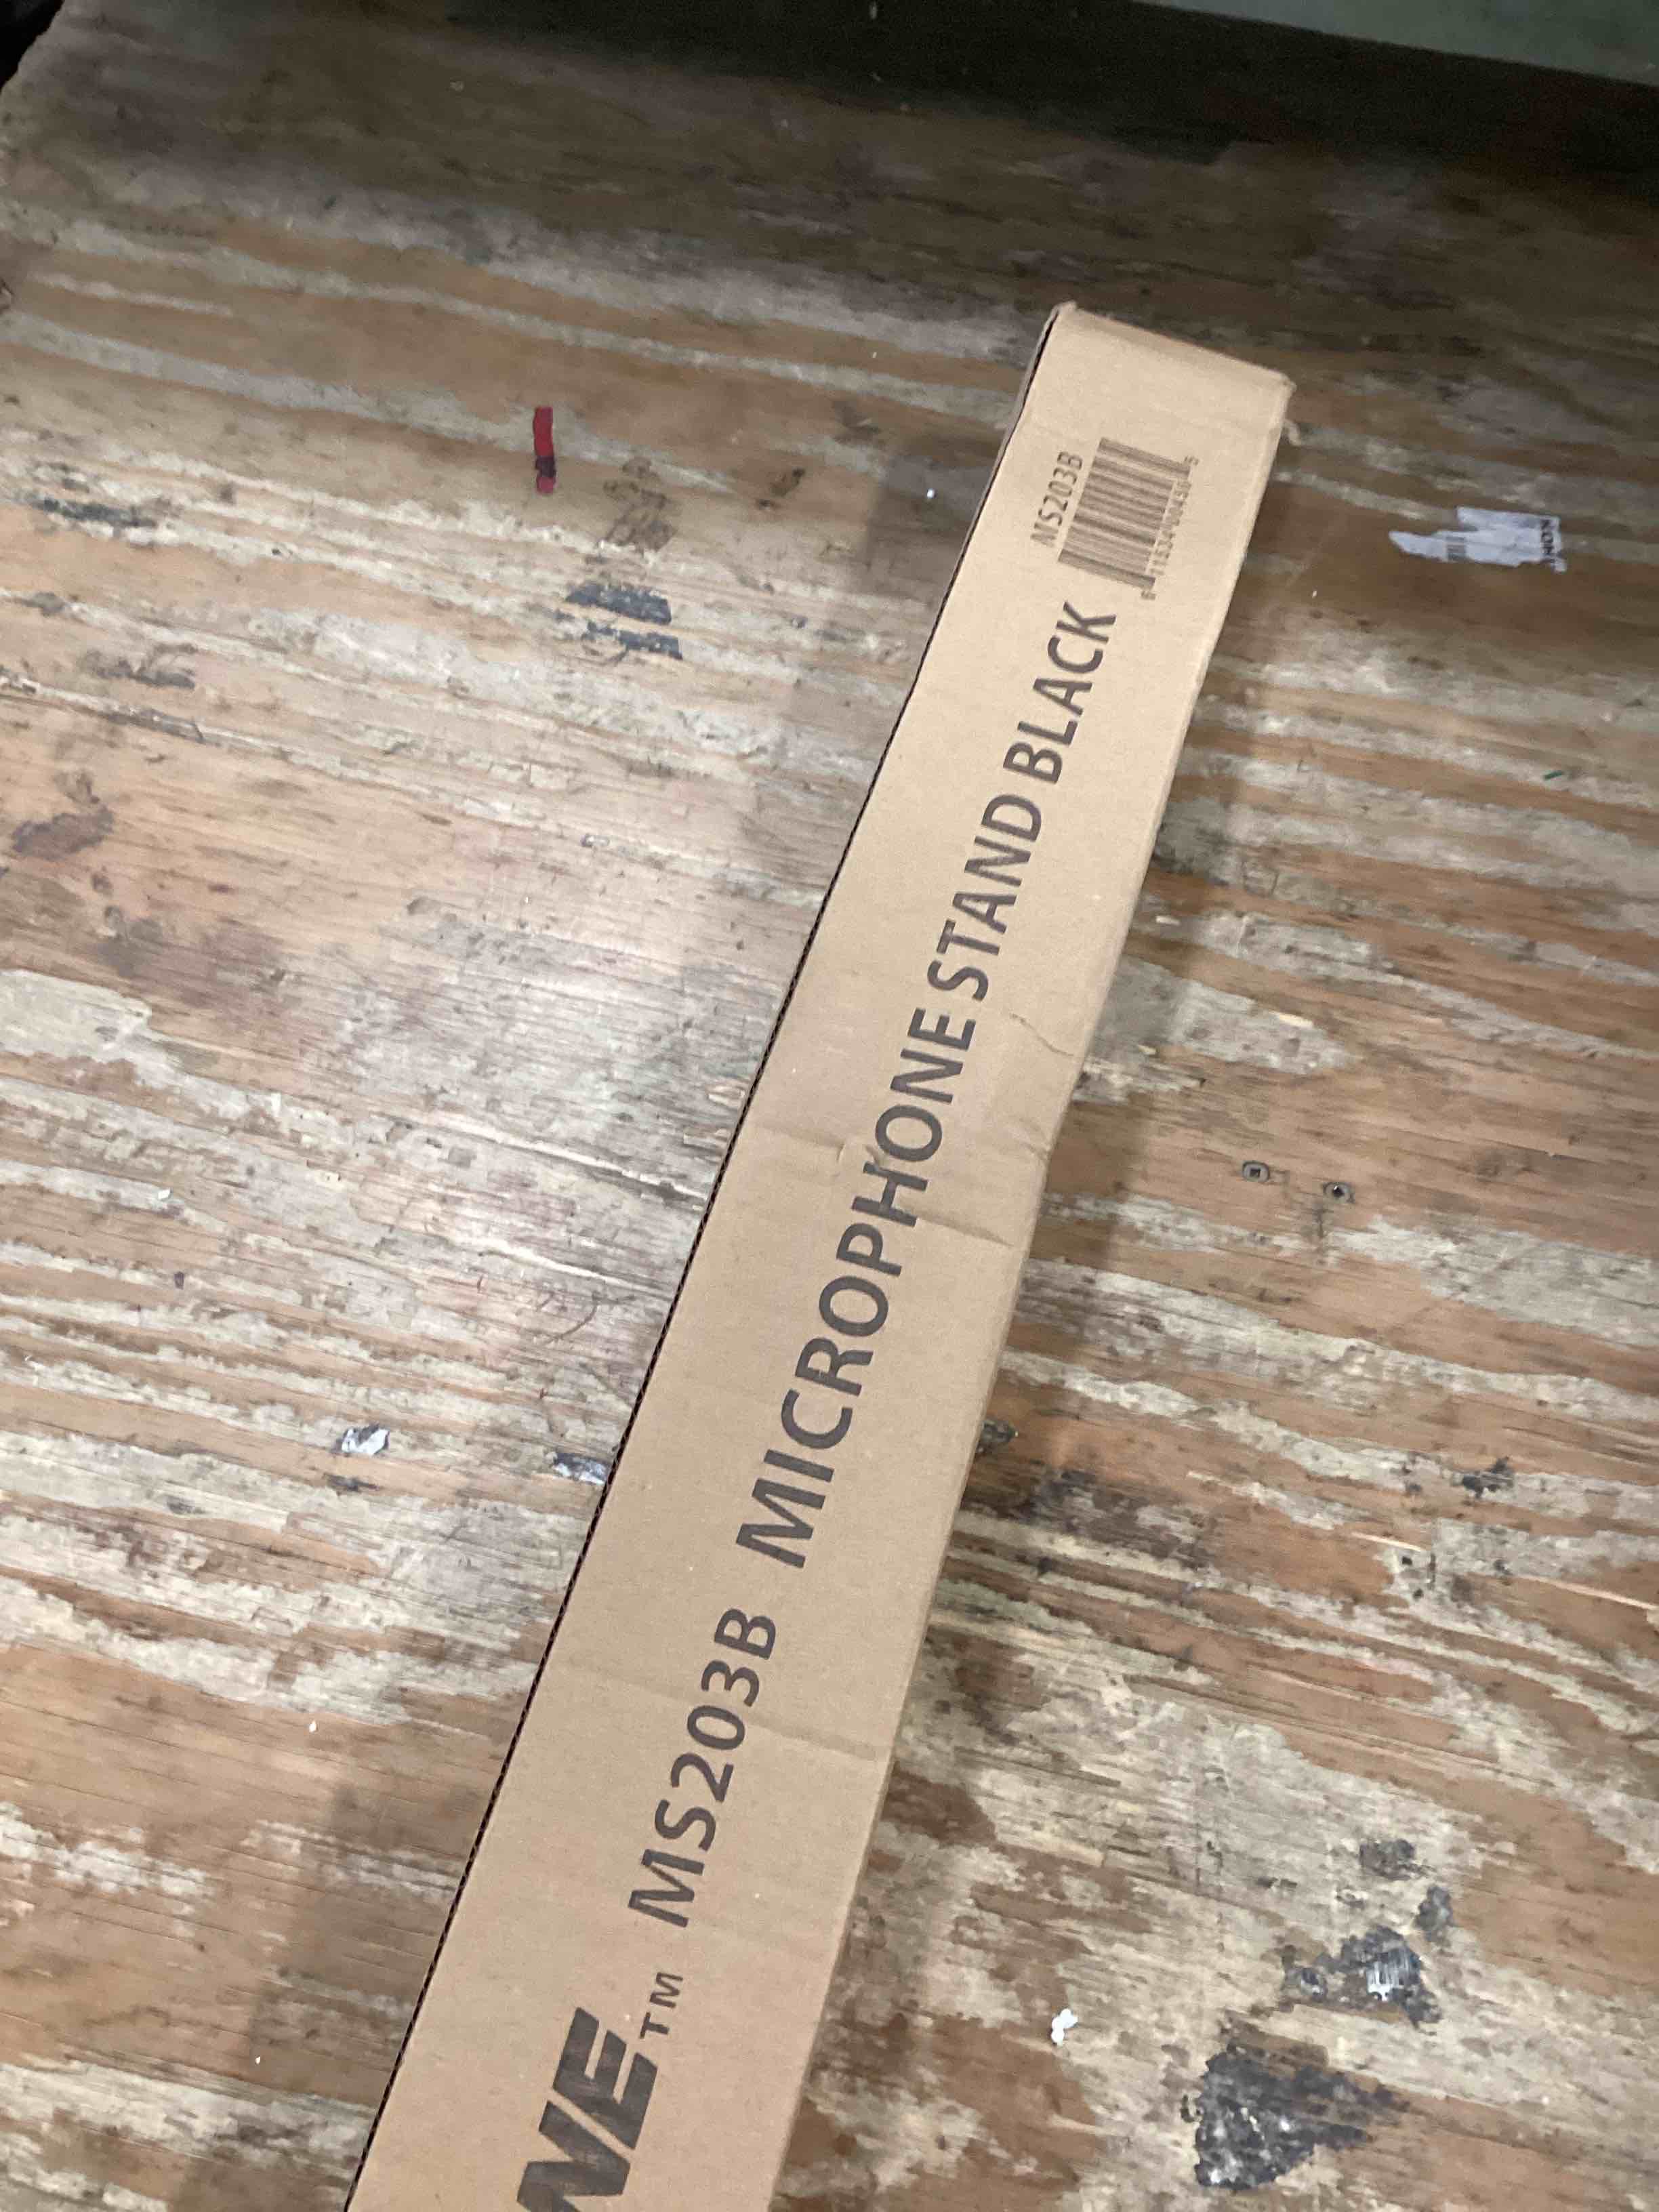 NE™ MS203B MICROPHONE STAND BLACK
MS203B